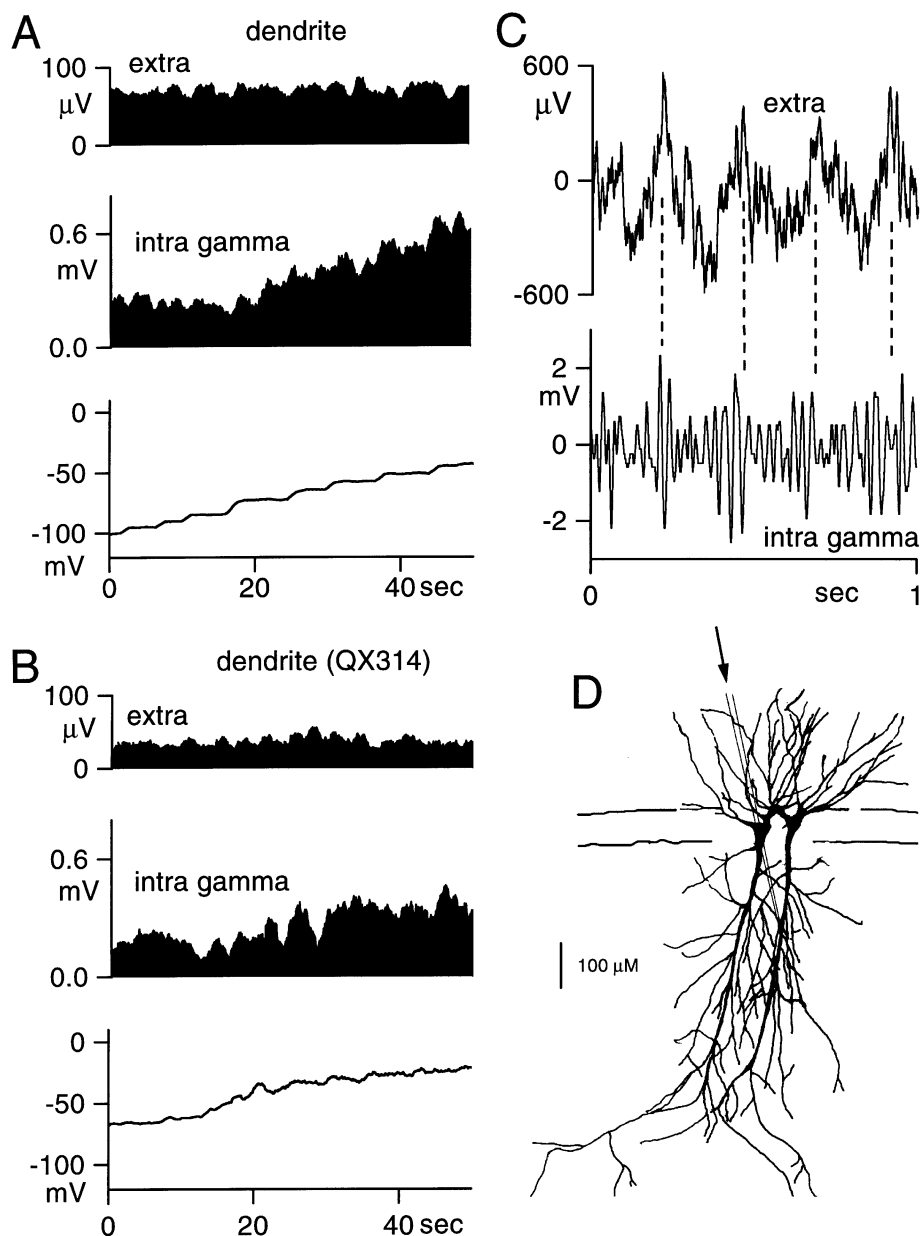 A
dendrite
extra
100
µV
0
intra gamma
0.6
mV
0.0
0
-50
-100
mV
0 20 40 sec
B
dendrite (QX314)
extra
100
µV
0
intra gamma
0.6
mV
0.0
0
-50
-100
mV
0 20 40 sec
C
extra
600
µV
0
-600
2
mV
0
-2
intra gamma
0 sec 1
D
100 µM